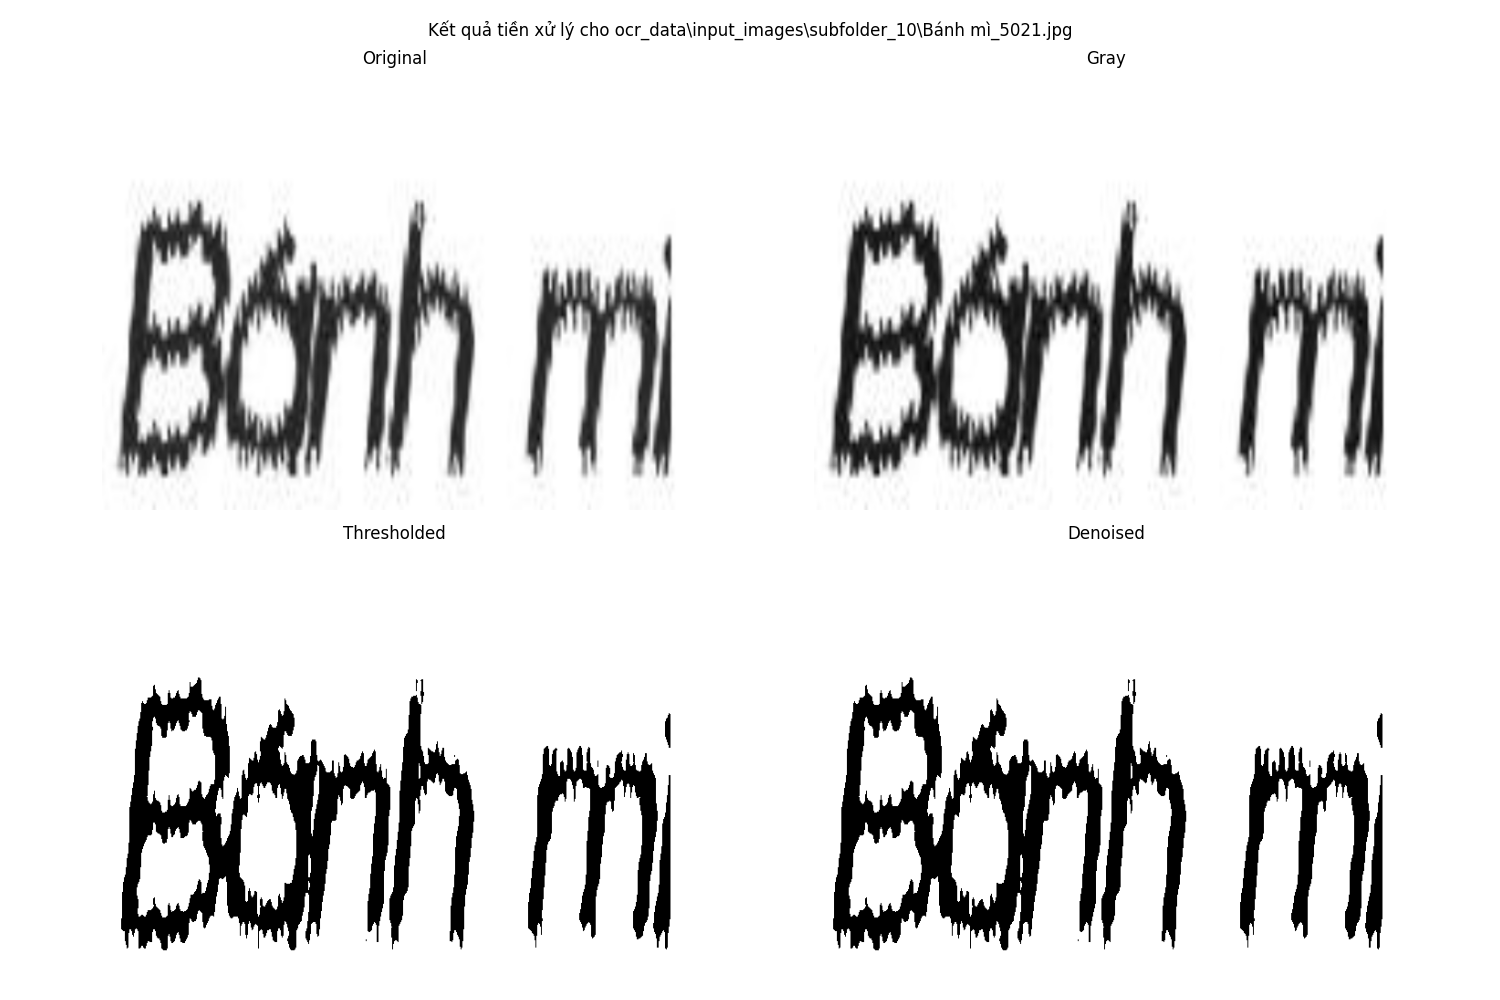 Kết quả tiền xử lý cho ocr_data\input_images\subfolder_10\Bánh mì_5021.jpg
Original
Gray
Bánh mì
Bánh mì
Thresholded
Denoised
Bánh mì
Bánh mì